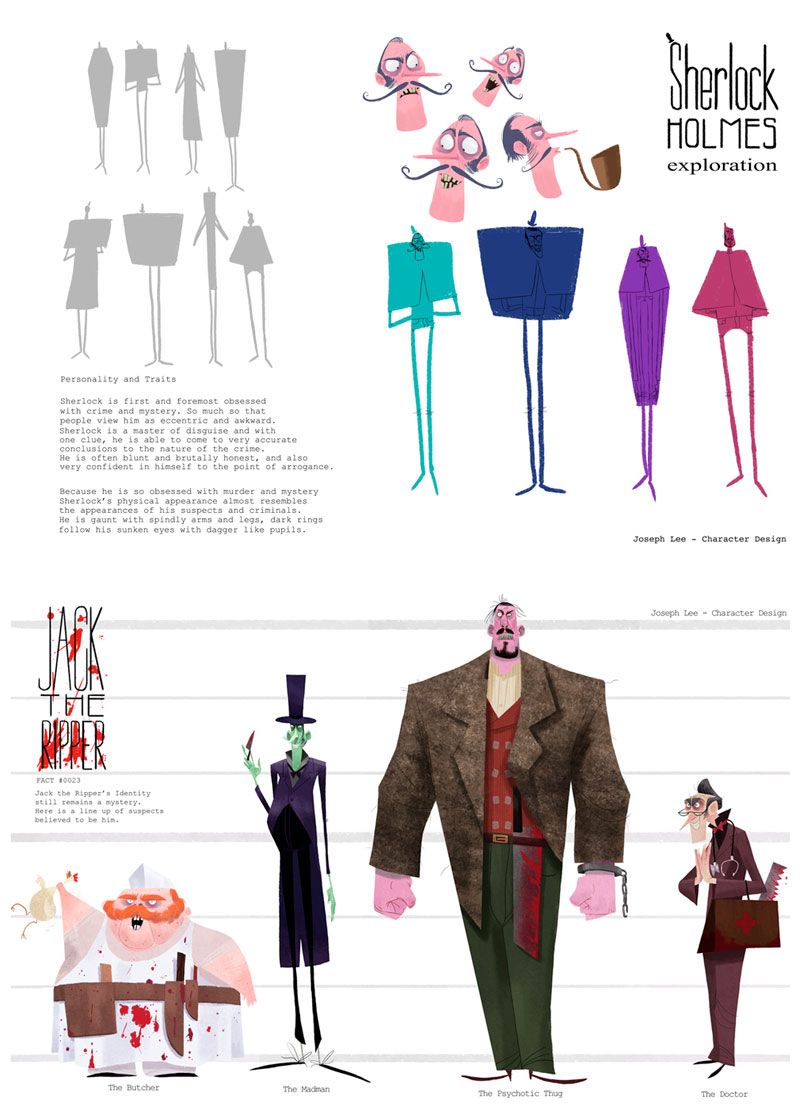 Sherlock
HOLMES
exploration
Personality and Traits
Sherlock is first and foremost obsessed
with crime and mystery. So much so that
people view him as eccentric and awkward.
Sherlock is a master of disguise and with
one clue, he is able to come to very accurate
conclusions to the nature of the crime.
He is often blunt and brutally honest, and also
very confident in himself to the point of arrogance.
Because he is so obsessed with murder and mystery
Sherlock's physical appearance almost resembles
the appearances of his suspects and criminals.
He is gaunt with spindly arms and legs, dark rings
follow his sunken eyes with dagger like pupils.
Joseph Lee - Character Design
JACK
THE
RIPPER
Joseph Lee - Character Design
FACT #0023
Jack the Ripper's Identity
still remains a mystery.
Here is a line up of suspects
believed to be him.
The Butcher
The Madman
The Psychotic Thug
The Doctor